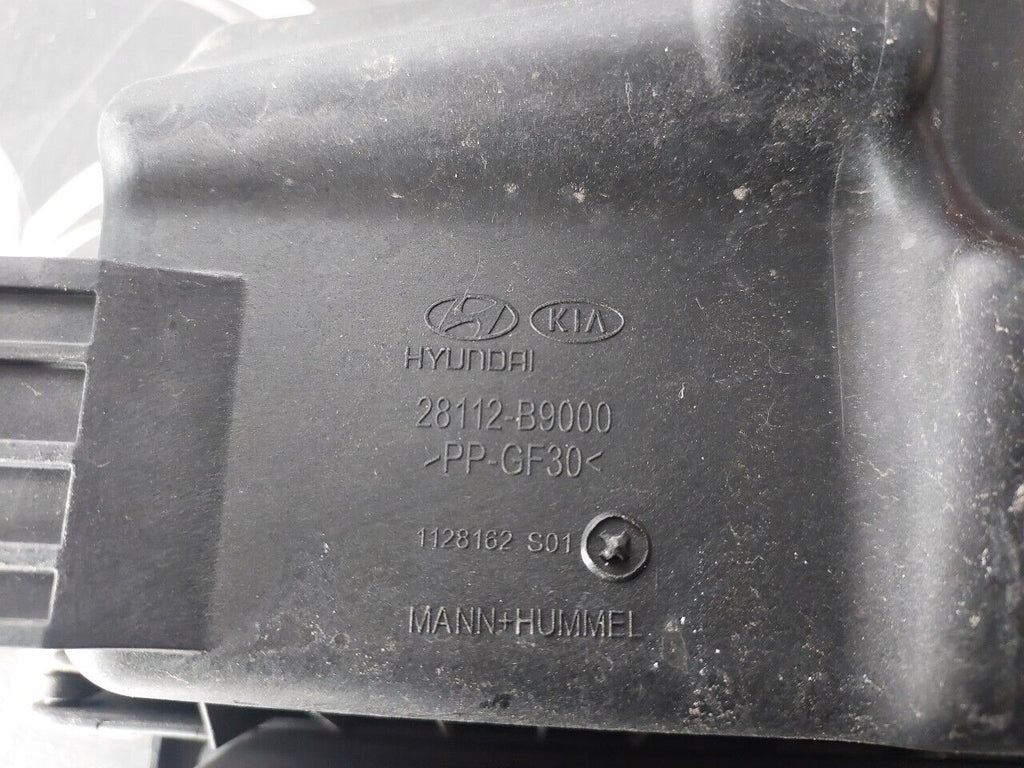 KIA
HYUNDAI
28112-B9000
>PP-GF30<
1128162 S01
MANN+HUMMEL